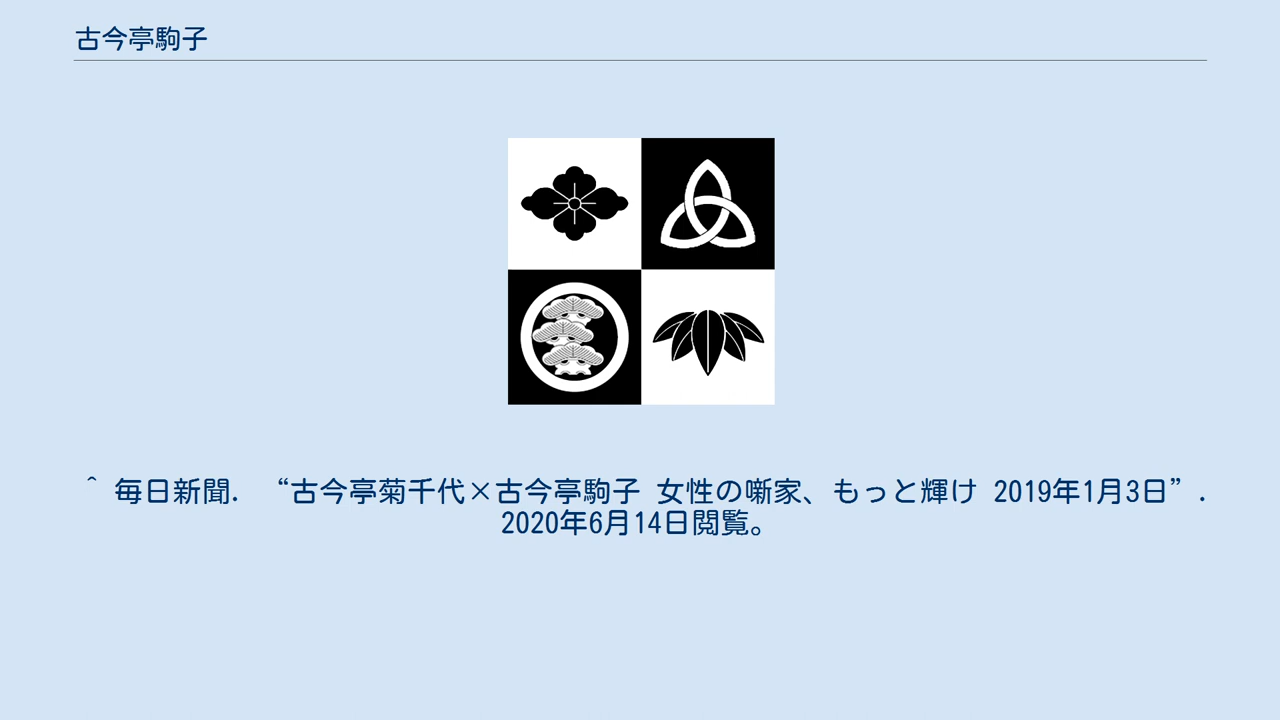 古今亭駒子
^ 毎日新聞. “古今亭菊千代×古今亭駒子 女性の噺家、もっと輝け 2019年1月3日”.
2020年6月14日閲覧。